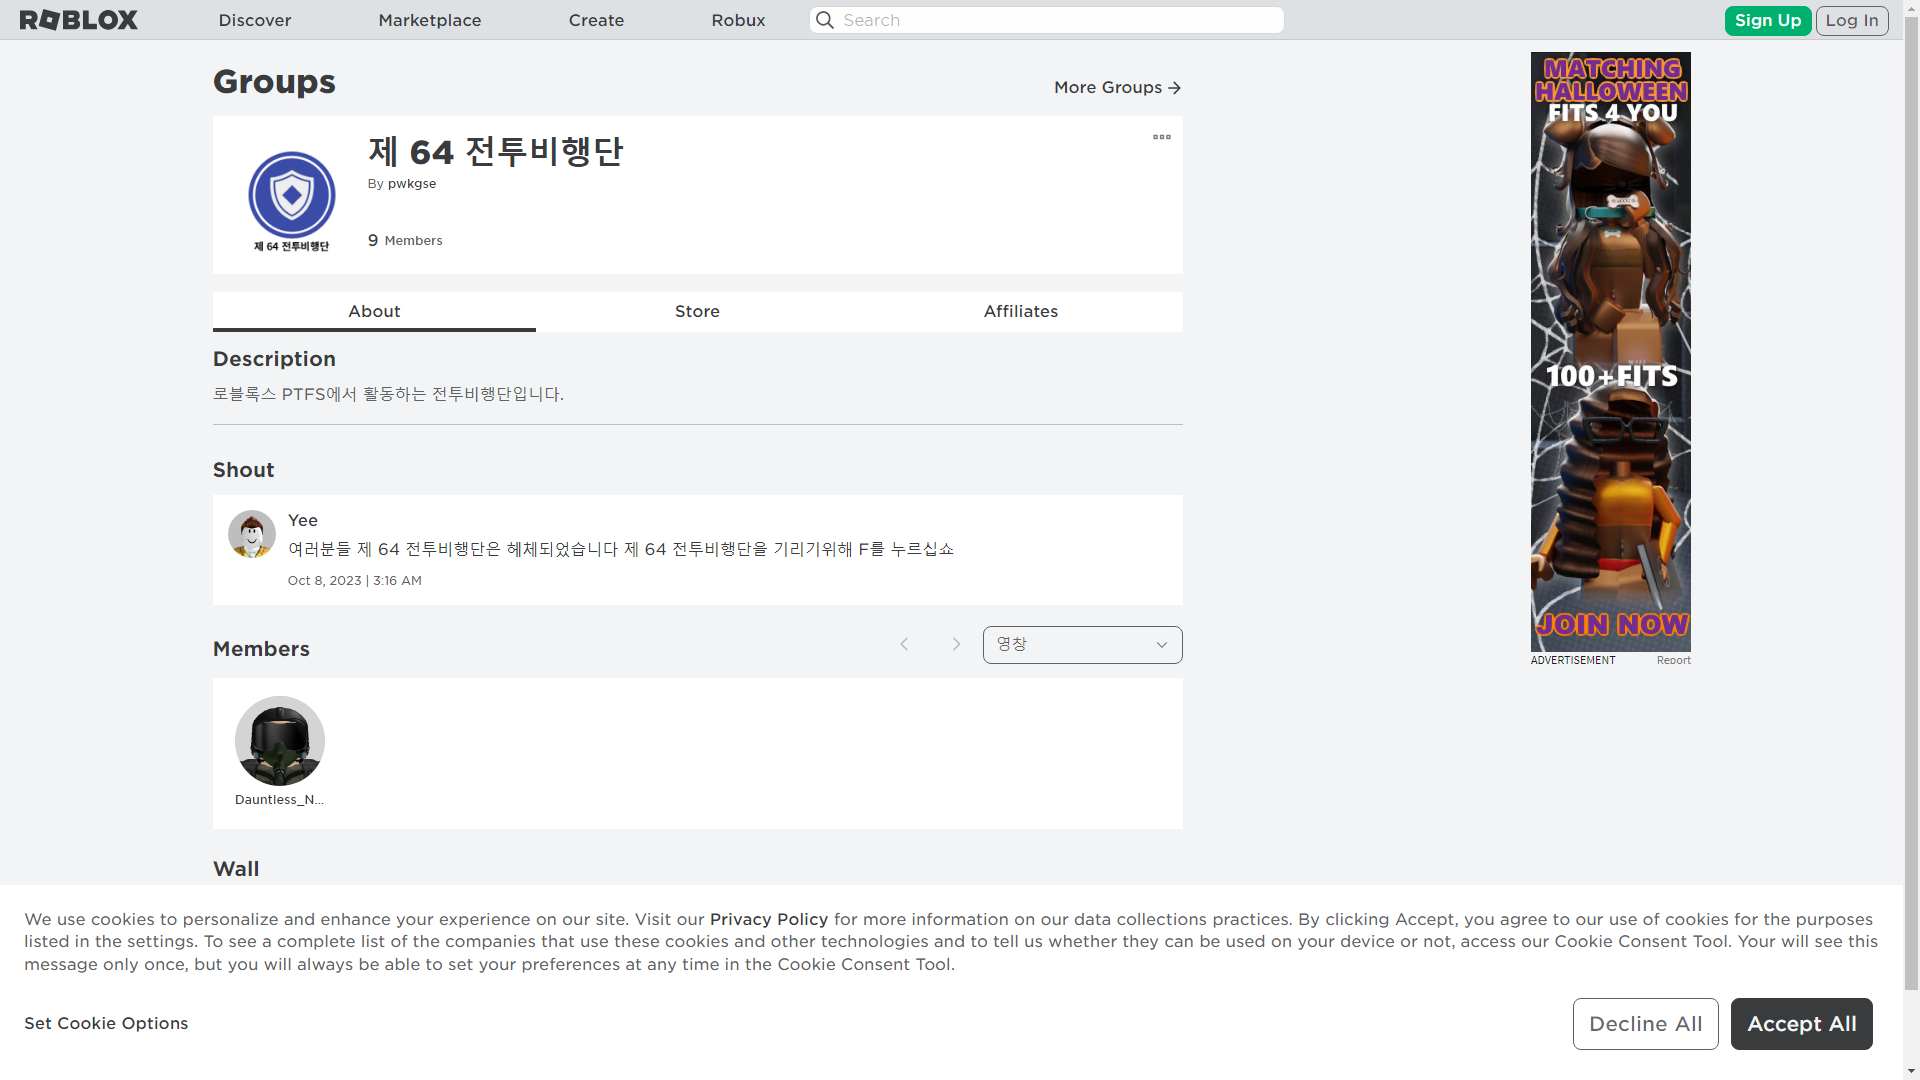 ROBLOX
Discover
Marketplace
Create
Robux
Search
Sign Up
Log In
Groups
More Groups
제 64 전투비행단
By pwkgse
9 Members
제 64 전투비행단
About
Store
Affiliates
Description
로블록스 PTFS에서 활동하는 전투비행단입니다.
Shout
Yee
여러분들 제 64 전투비행단은 헤체되었습니다 제 64 전투비행단을 기리기위해 F를 누르십쇼
Oct 8, 2023 | 3:16 AM
Members
영창
Dauntless_N...
Wall
MATCHING
HALLOWEEN
FITS 4 YOU
100+FITS
JOIN NOW
ADVERTISEMENT
Report
We use cookies to personalize and enhance your experience on our site. Visit our Privacy Policy for more information on our data collections practices. By clicking Accept, you agree to our use of cookies for the purposes
listed in the settings. To see a complete list of the companies that use these cookies and other technologies and to tell us whether they can be used on your device or not, access our Cookie Consent Tool. Your will see this
message only once, but you will always be able to set your preferences at any time in the Cookie Consent Tool.
Set Cookie Options
Decline All
Accept All